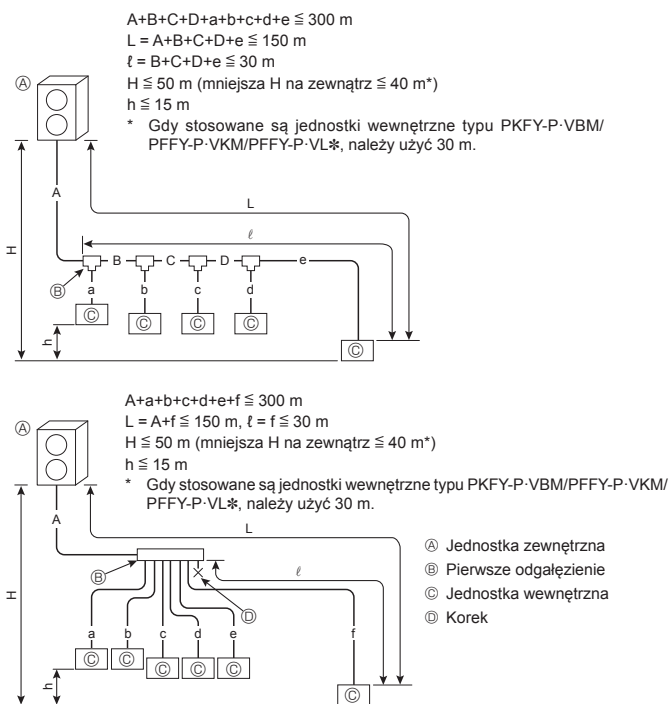 A+B+C+D+a+b+c+d+e ≦ 300 m
L = A+B+C+D+e ≦ 150 m
ℓ = B+C+D+e ≦ 30 m
H ≦ 50 m (mniejsza H na zewnątrz ≦ 40 m*)
h ≦ 15 m
* Gdy stosowane są jednostki wewnętrzne typu PKFY-P·VBM/
PFFY-P·VKM/PFFY-P·VL✻, należy użyć 30 m.
Ⓐ
A
L
H
ℓ
B C D e
Ⓑ
a b c d
Ⓒ Ⓒ Ⓒ Ⓒ
h
Ⓒ
A+a+b+c+d+e+f ≦ 300 m
L = A+f ≦ 150 m, ℓ = f ≦ 30 m
H ≦ 50 m (mniejsza H na zewnątrz ≦ 40 m*)
h ≦ 15 m
* Gdy stosowane są jednostki wewnętrzne typu PKFY-P·VBM/PFFY-P·VKM/
PFFY-P·VL✻, należy użyć 30 m.
Ⓐ
A
L
H
Ⓑ
ℓ
Ⓓ
a b c d e f
Ⓒ Ⓒ Ⓒ Ⓒ Ⓒ
h
Ⓒ
Ⓐ Jednostka zewnętrzna
Ⓑ Pierwsze odgałęzienie
Ⓒ Jednostka wewnętrzna
Ⓓ Korek